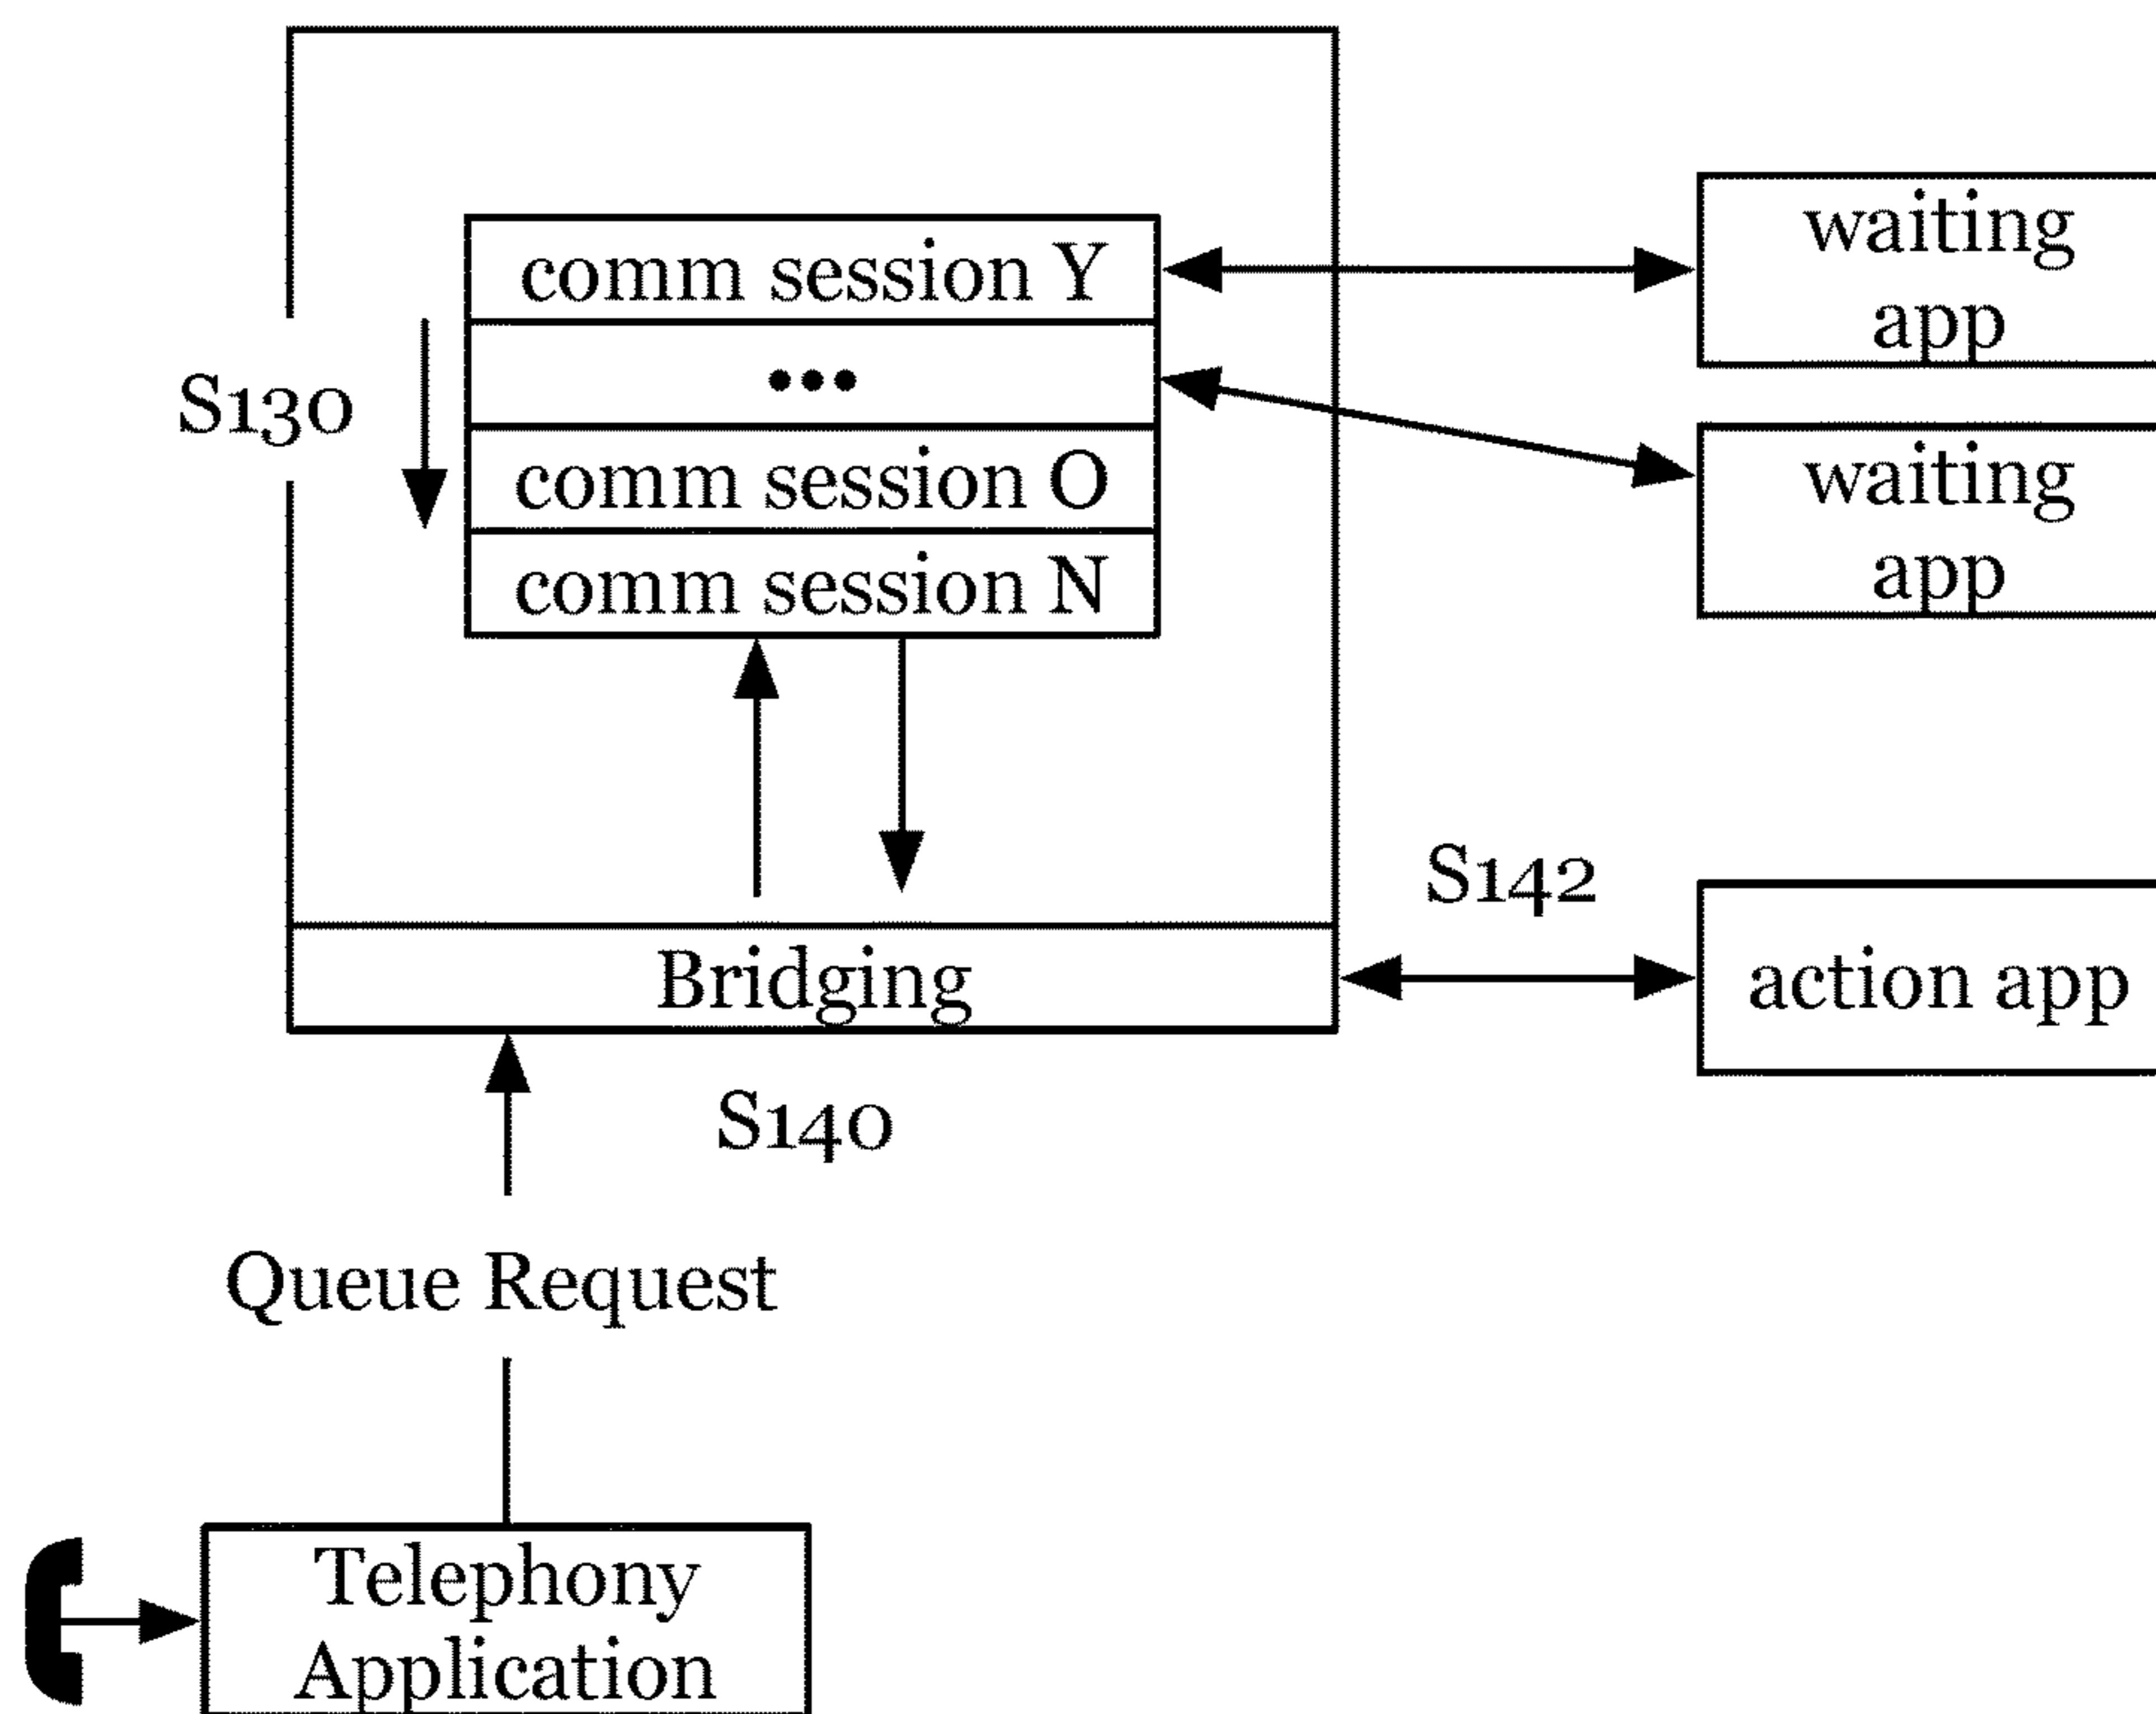 comm session Y
waiting
app
S130
•••
comm session O
waiting
app
comm session N
S142
Bridging
action app
S140
Queue Request
Telephony
Application